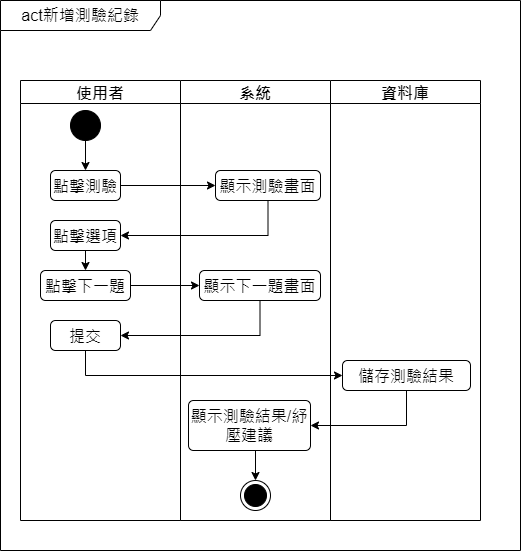 act新增測驗紀錄
使用者
系統
資料庫
點擊測驗
顯示測驗畫面
點擊選項
點擊下一題
顯示下一題畫面
提交
儲存測驗結果
顯示測驗結果/紓
壓建議